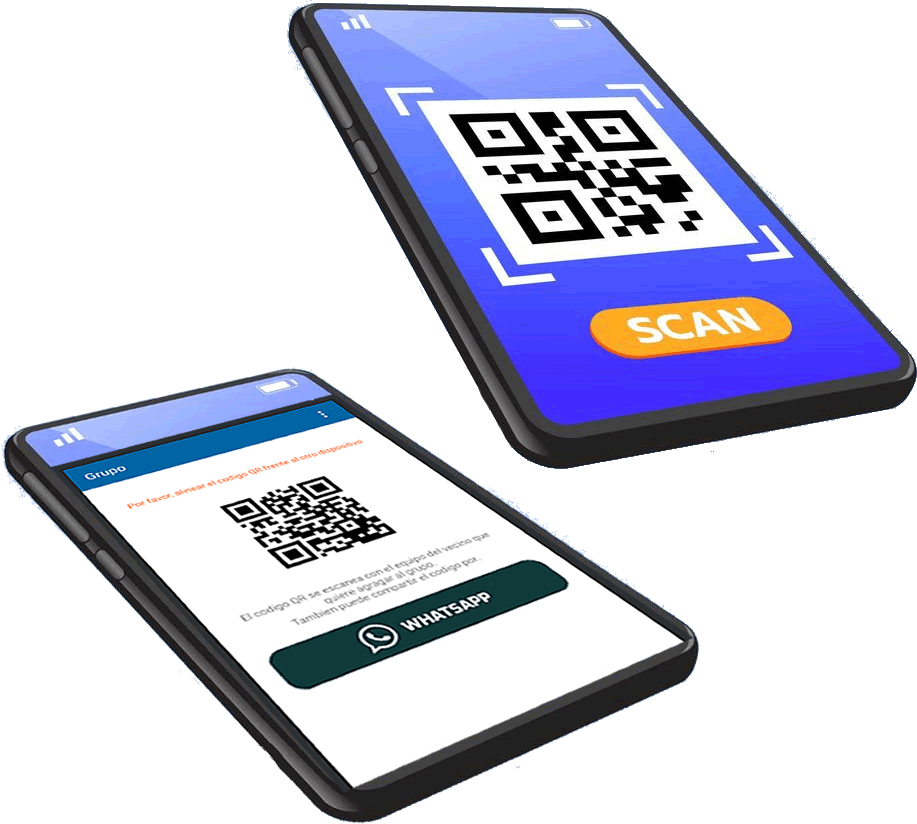 SCAN
Grupo
Por favor, alinear el codigo QR frente al otro dispositivo
El codigo QR se escanea con el equipo del vecino que
quiere agragar al grupo.
Tambien puede compartir el codigo por.
WHATSAPP